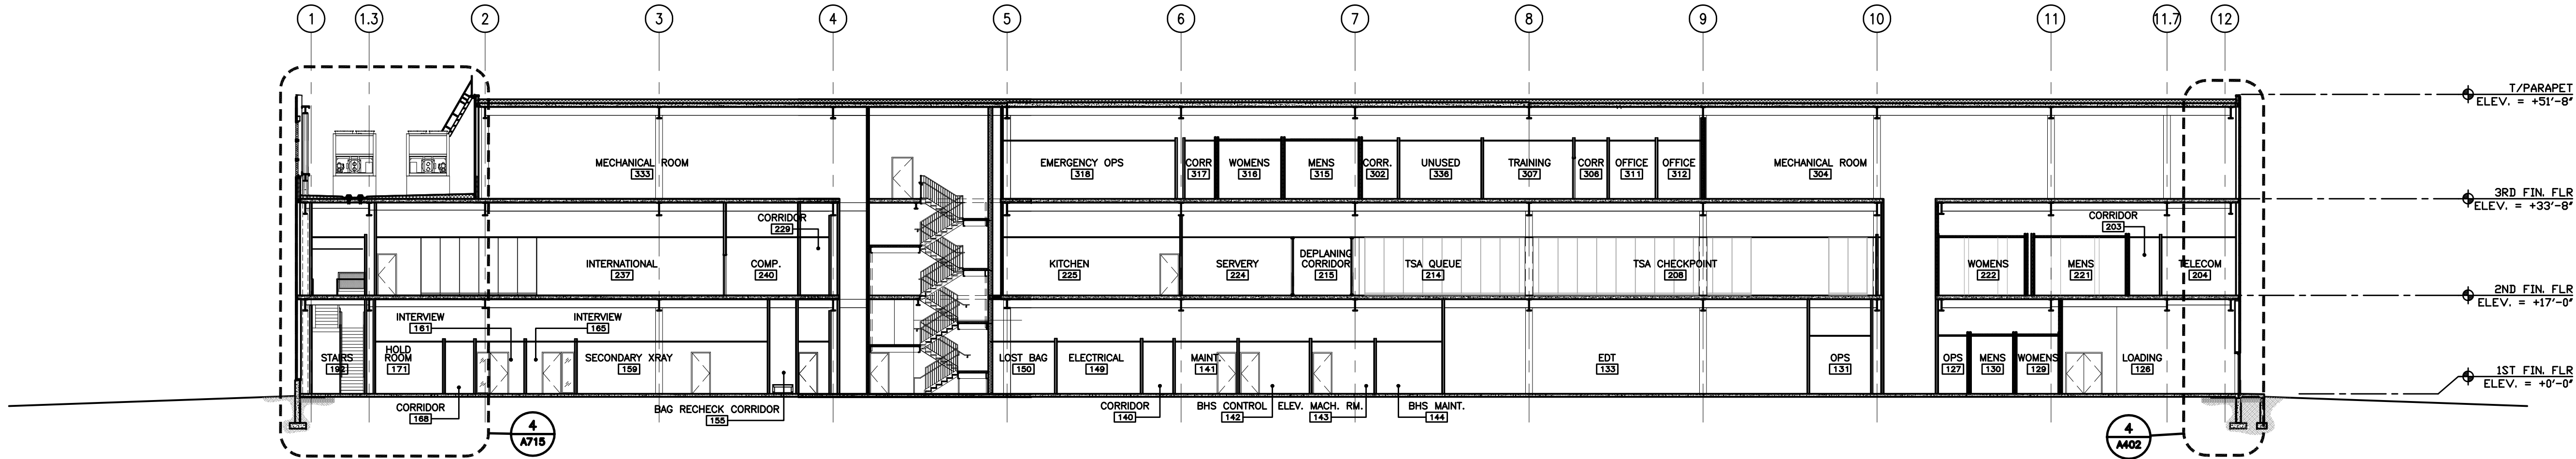 1 1.3 2 3 4 5 6 7 8 9 10 11 11.7 12
T/PARAPET
ELEV. = +51'-8"
MECHANICAL ROOM
333
EMERGENCY OPS
318
CORR
317
WOMENS
316
MENS
315
CORR.
302
UNUSED
336
TRAINING
307
CORR
306
OFFICE
311
OFFICE
312
MECHANICAL ROOM
304
3RD FIN. FLR
ELEV. = +33'-8"
CORRIDOR
229
INTERNATIONAL
237
COMP.
240
KITCHEN
225
SERVERY
224
DEPLANING
CORRIDOR
215
TSA QUEUE
214
TSA CHECKPOINT
208
WOMENS
222
MENS
221
CORRIDOR
203
TELECOM
204
2ND FIN. FLR
ELEV. = +17'-0"
INTERVIEW
161
INTERVIEW
165
STAIRS
192
HOLD
ROOM
171
SECONDARY XRAY
159
LOST BAG
150
ELECTRICAL
149
MAINT.
141
EDT
133
OPS
131
OPS
127
MENS
130
WOMENS
129
LOADING
126
1ST FIN. FLR
ELEV. = +0'-0"
CORRIDOR
168
BAG RECHECK CORRIDOR
155
CORRIDOR
140
BHS CONTROL
142
ELEV. MACH. RM.
143
BHS MAINT.
144
4
A715
4
A402